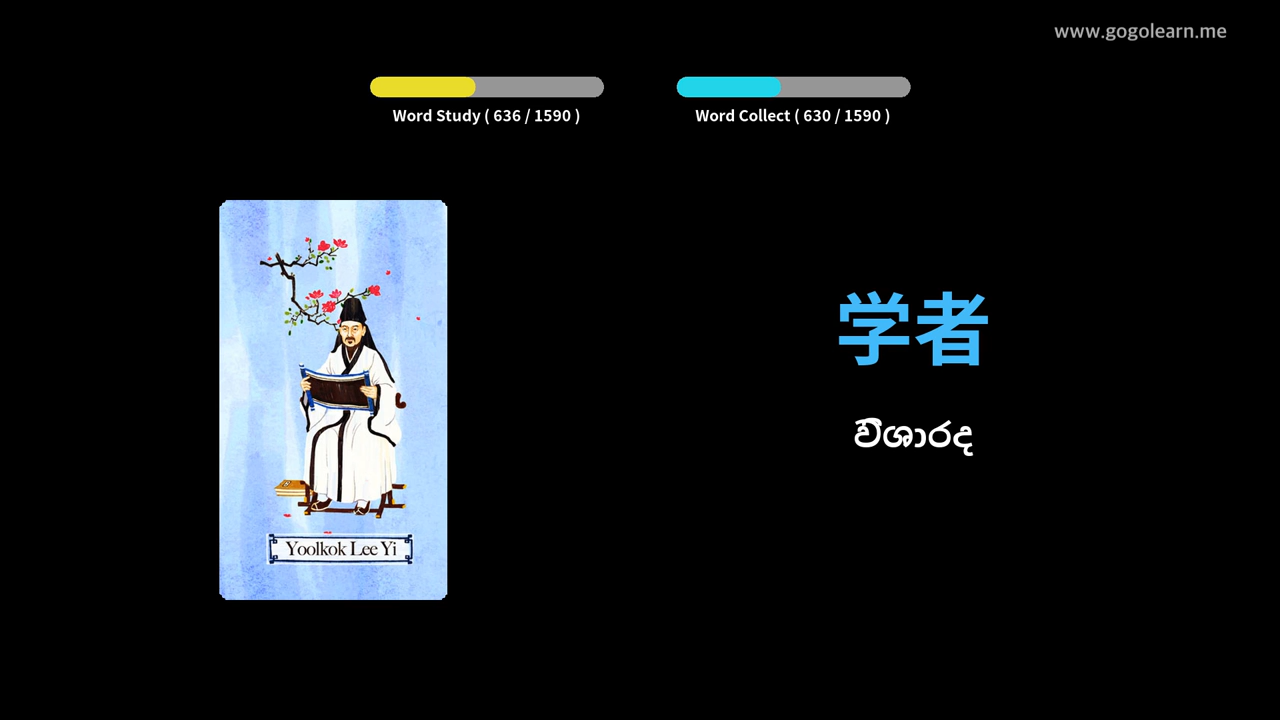 www.gogolearn.me
Word Study ( 636 / 1590 )
Word Collect ( 630 / 1590 )
学者
විශාරද
Yoolkok Lee Yi